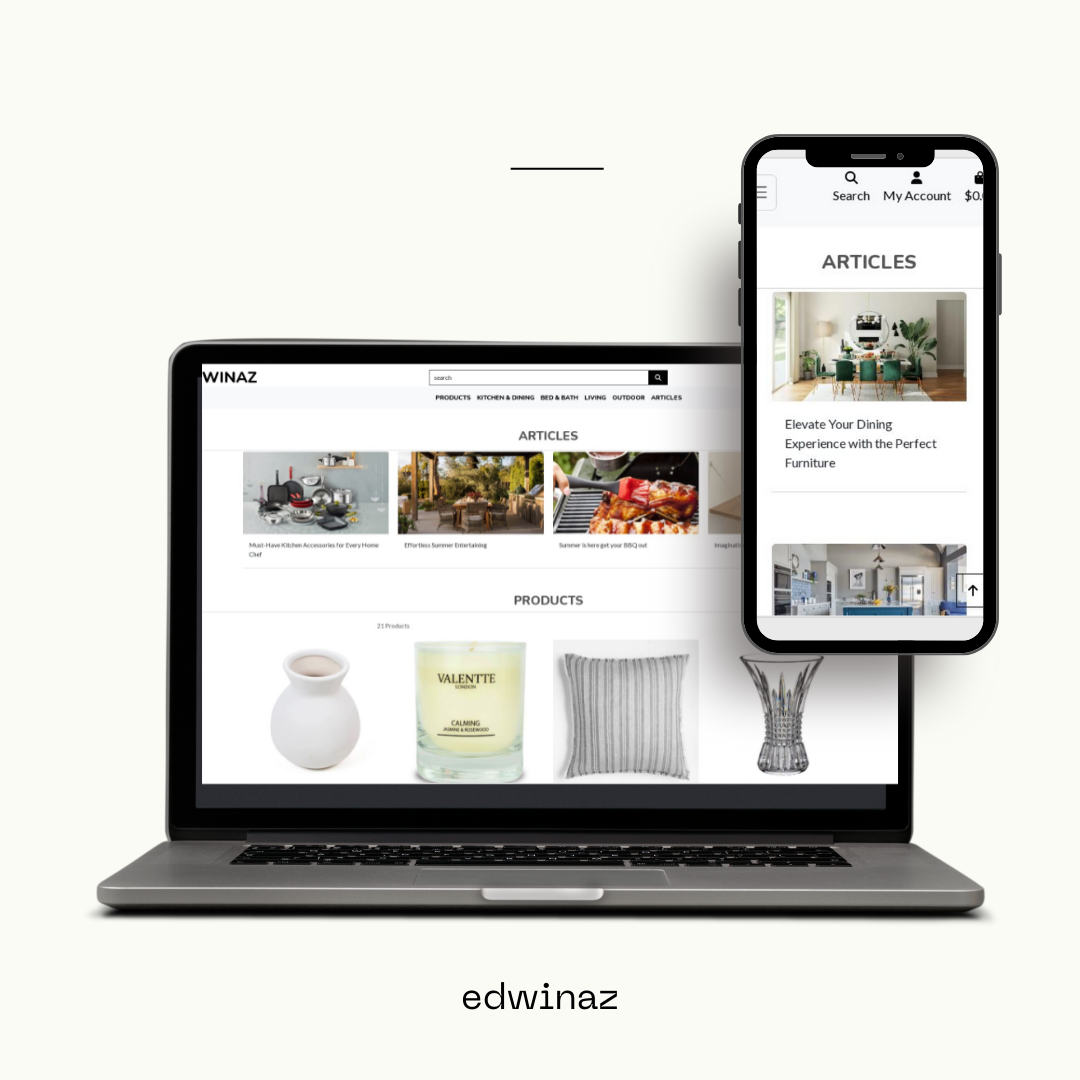 Search My Account $0.
ARTICLES
Elevate Your Dining
Experience with the Perfect
Furniture
WINAZ
search
PRODUCTS KITCHEN & DINING BED & BATH LIVING OUTDOOR ARTICLES
ARTICLES
Must-Have Kitchen Accessories for Every Home
Chef
Effortless Summer Entertaining
Summer is here get your BBQ out
PRODUCTS
21 Products
VALENTTE
LONDON
CALMING
JASMINE & ROSEWOOD
edwinaz